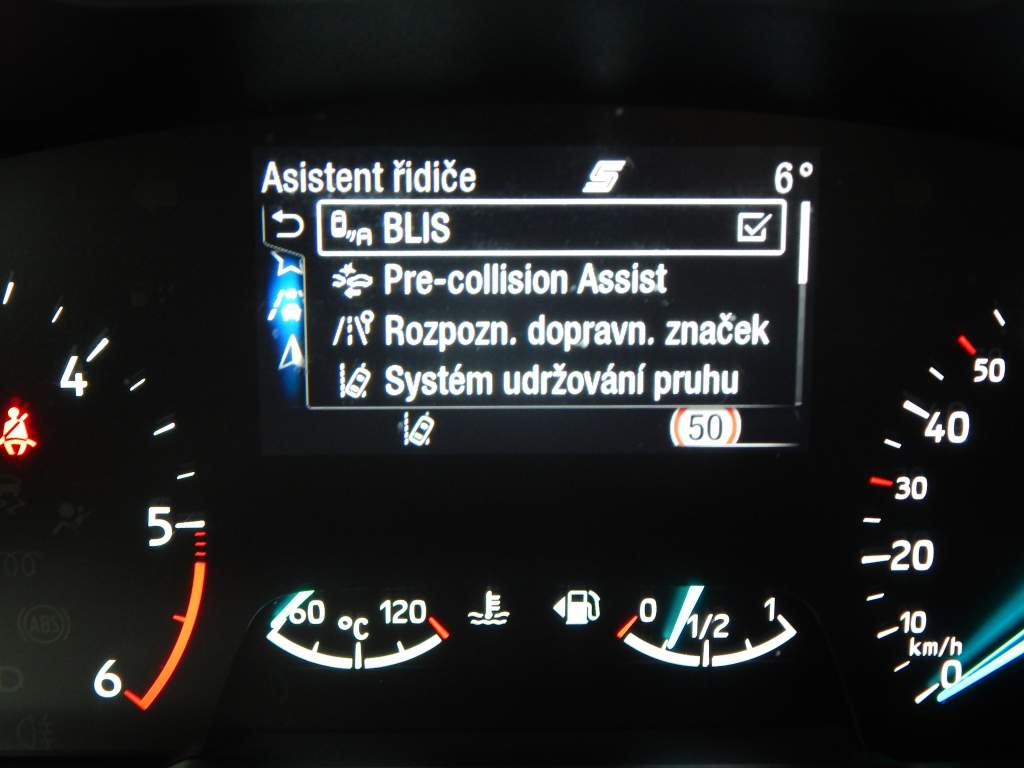 Asistent řidiče 6°
BLIS
Pre-collision Assist
Rozpozn. dopravn. značek
Systém udržování pruhu
50
4
5
6
60 °C 120
0 1/2 1
50
40
30
20
10
km/h
0
ABS